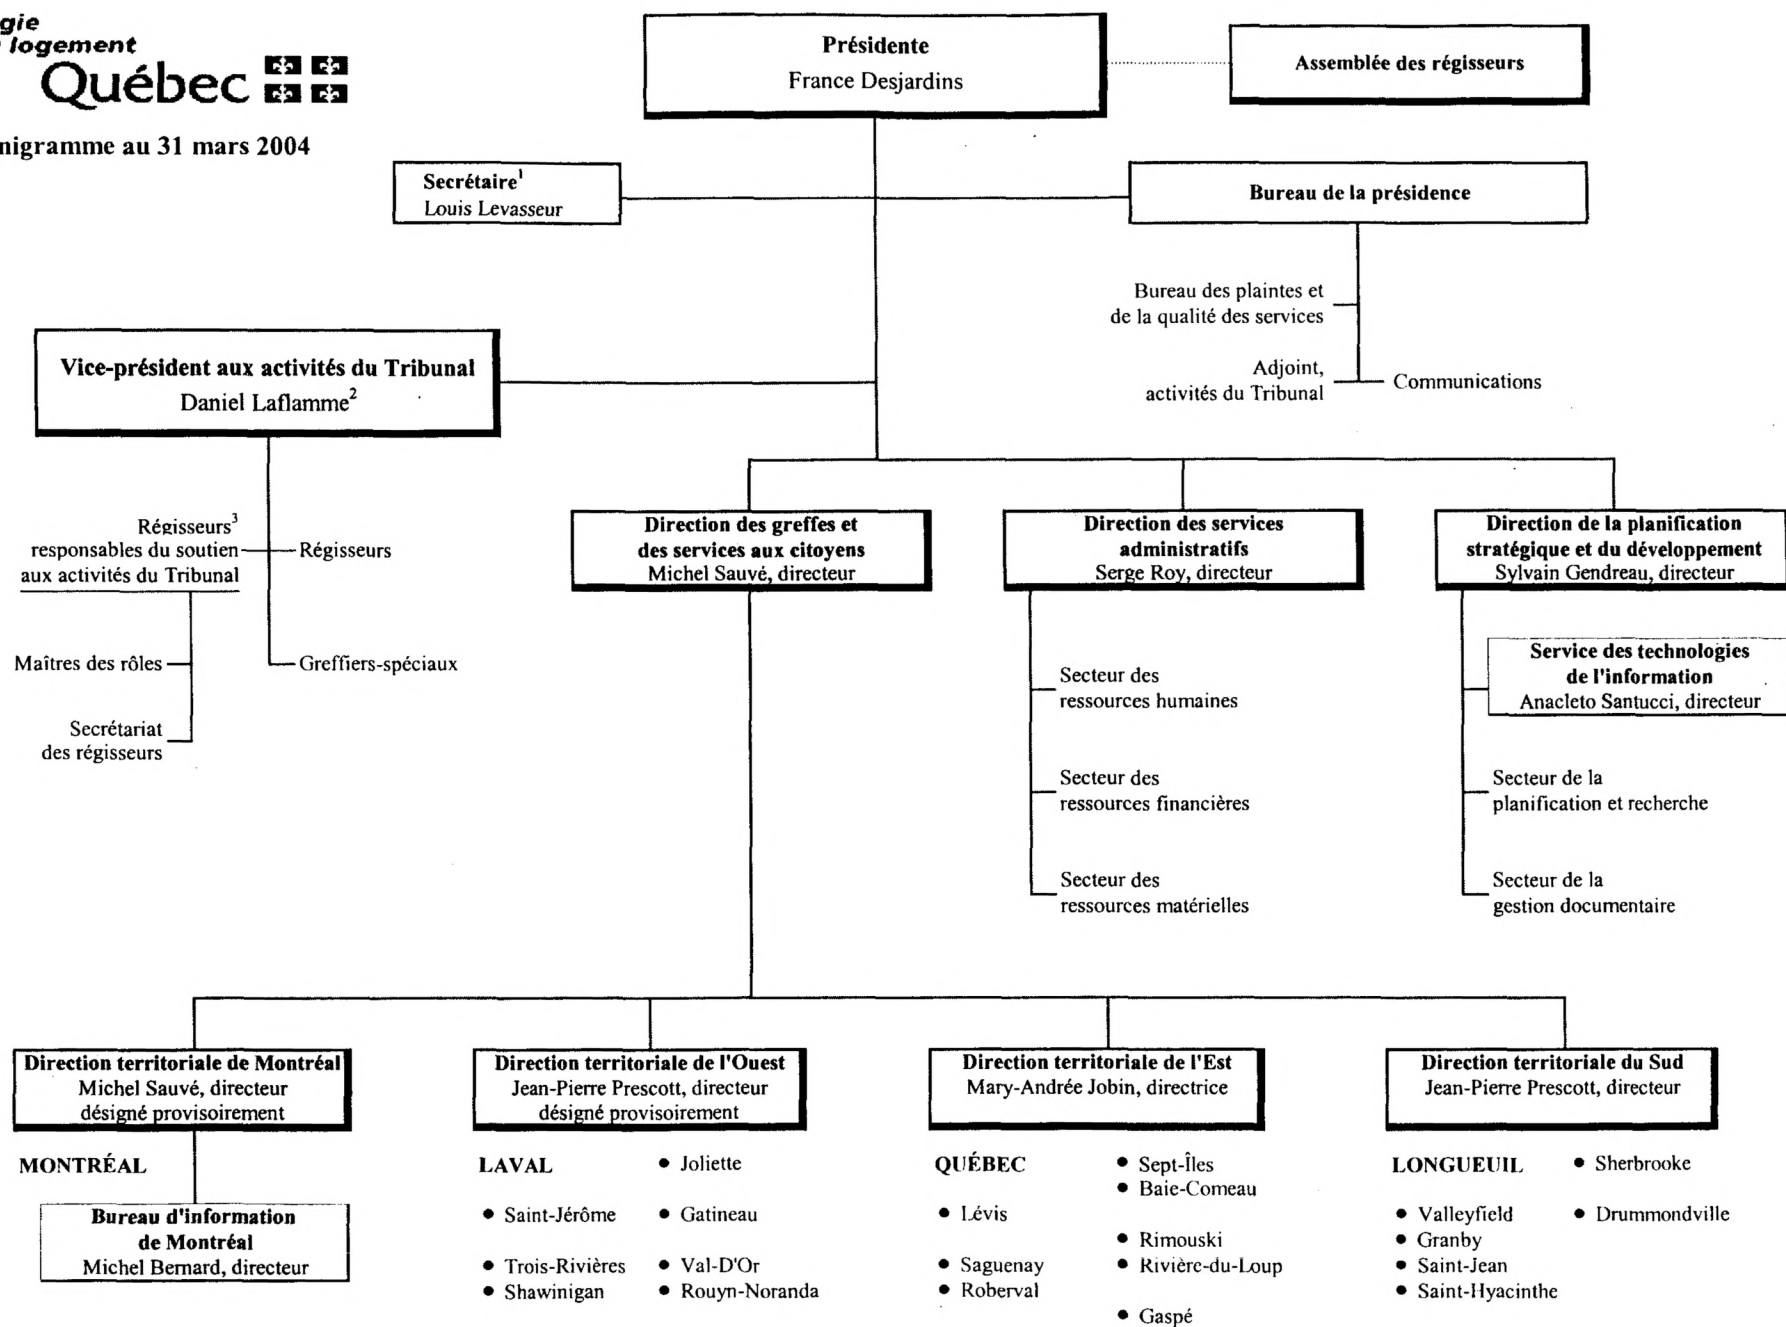 gie
logement
Québec
nigramme au 31 mars 2004
Présidente
France Desjardins
Assemblée des régisseurs
Secrétaire¹
Louis Levasseur
Bureau de la présidence
Bureau des plaintes et
de la qualité des services
Adjoint,
activités du Tribunal
Communications
Vice-président aux activités du Tribunal
Daniel Laflamme²
Régisseurs³
responsables du soutien
aux activités du Tribunal
Régisseurs
Maîtres des rôles
Greffiers-spéciaux
Secrétariat
des régisseurs
Direction des greffes et
des services aux citoyens
Michel Sauvé, directeur
Direction des services
administratifs
Serge Roy, directeur
Secteur des
ressources humaines
Secteur des
ressources financières
Secteur des
ressources matérielles
Direction de la planification
stratégique et du développement
Sylvain Gendreau, directeur
Service des technologies
de l'information
Anacleto Santucci, directeur
Secteur de la
planification et recherche
Secteur de la
gestion documentaire
Direction territoriale de Montréal
Michel Sauvé, directeur
désigné provisoirement
MONTRÉAL
Bureau d'information
de Montréal
Michel Bernard, directeur
Direction territoriale de l'Ouest
Jean-Pierre Prescott, directeur
désigné provisoirement
LAVAL
• Saint-Jérôme
• Trois-Rivières
• Shawinigan
• Joliette
• Gatineau
• Val-D'Or
• Rouyn-Noranda
Direction territoriale de l'Est
Mary-Andrée Jobin, directrice
QUÉBEC
• Lévis
• Saguenay
• Roberval
• Sept-Îles
• Baie-Comeau
• Rimouski
• Rivière-du-Loup
• Gaspé
Direction territoriale du Sud
Jean-Pierre Prescott, directeur
LONGUEUIL
• Valleyfield
• Granby
• Saint-Jean
• Saint-Hyacinthe
• Sherbrooke
• Drummondville